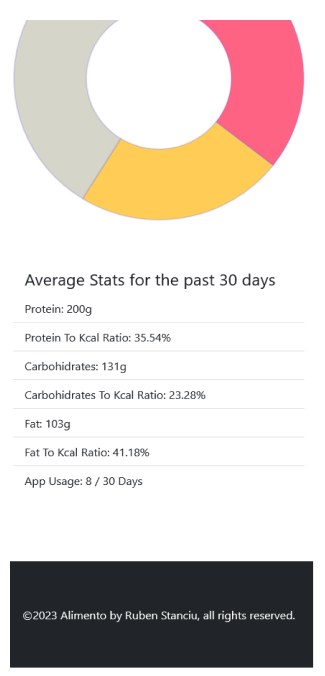 Average Stats for the past 30 days
Protein: 200g
Protein To Kcal Ratio: 35.54%
Carbohidrates: 131g
Carbohidrates To Kcal Ratio: 23.28%
Fat: 103g
Fat To Kcal Ratio: 41.18%
App Usage: 8 / 30 Days
©2023 Alimento by Ruben Stanciu, all rights reserved.